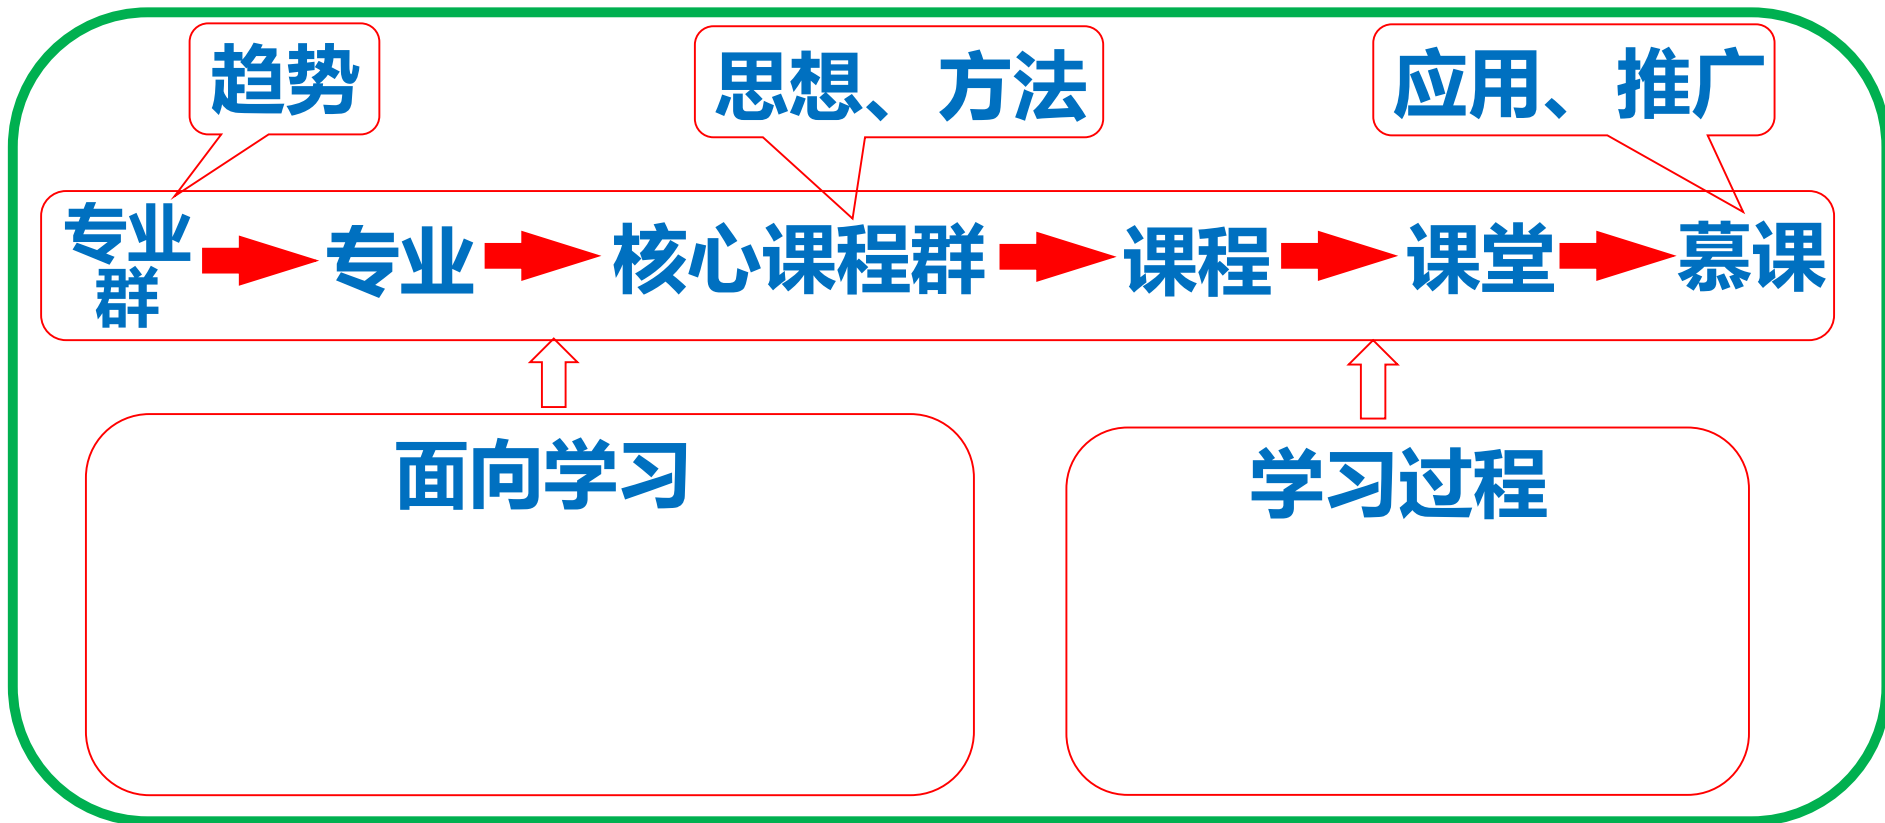 趋势
思想、方法
应用、推广
专业
群
专业
核心课程群
课程
课堂
慕课
面向学习
学习过程